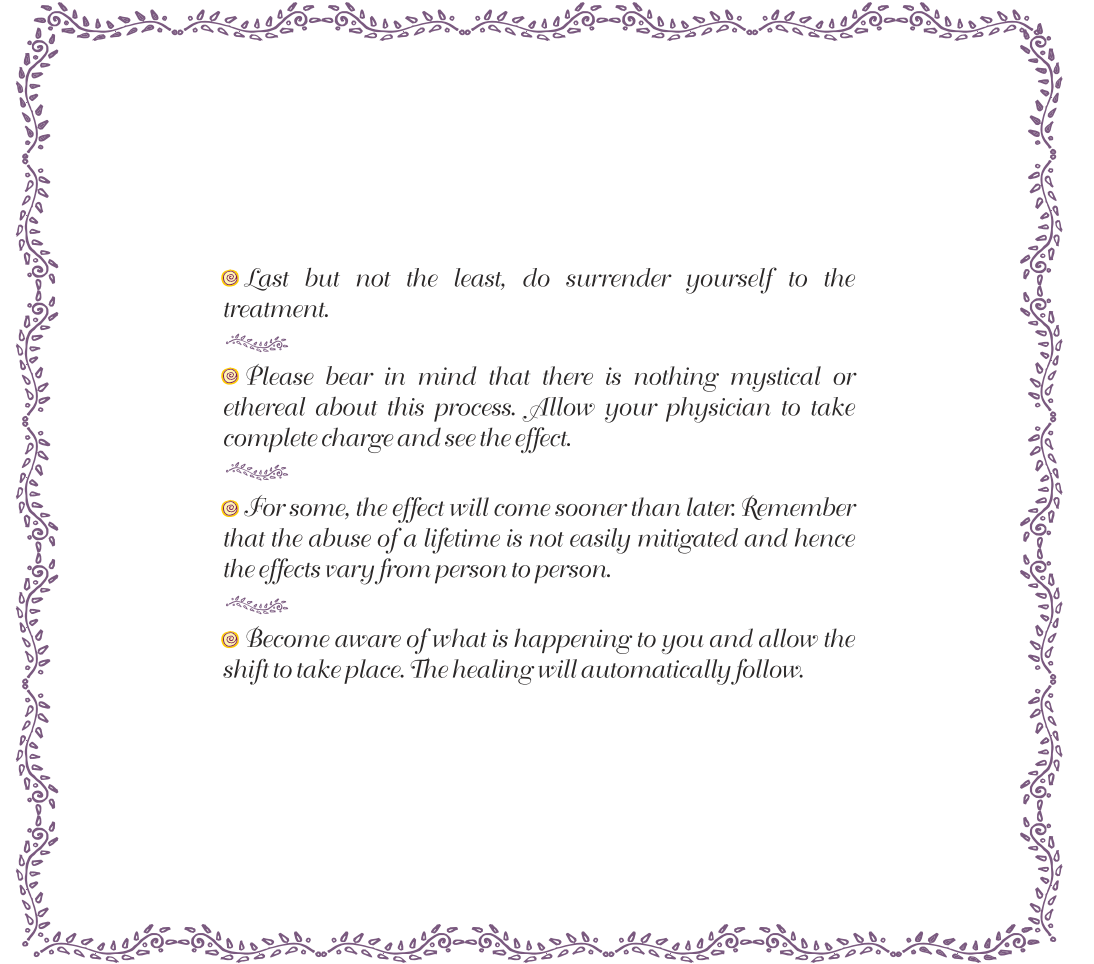 Last but not the least, do surrender yourself to the
treatment.
Please bear in mind that there is nothing mystical or
ethereal about this process. Allow your physician to take
complete charge and see the effect.
For some, the effect will come sooner than later. Remember
that the abuse of a lifetime is not easily mitigated and hence
the effects vary from person to person.
Become aware of what is happening to you and allow the
shift to take place. The healing will automatically follow.